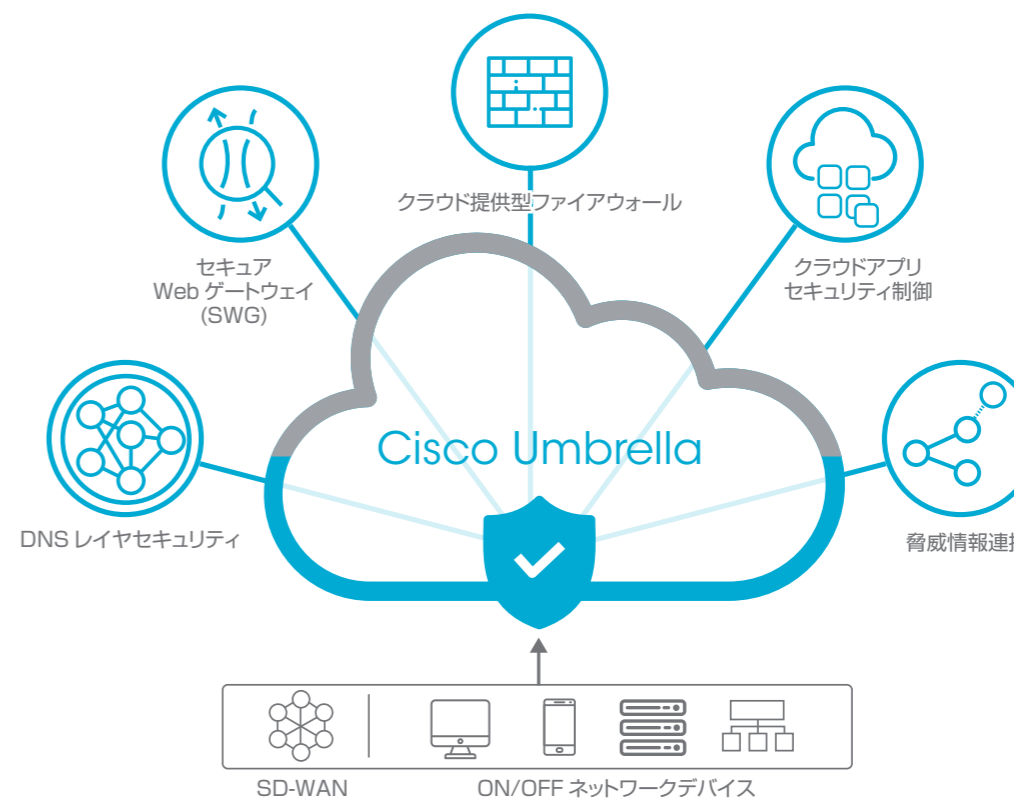 クラウド提供型ファイアウォール
セキュア
Web ゲートウェイ
(SWG)
クラウドアプリ
セキュリティ制御
Cisco Umbrella
DNS レイヤセキュリティ
脅威情報連
SD-WAN
ON/OFF ネットワークデバイス